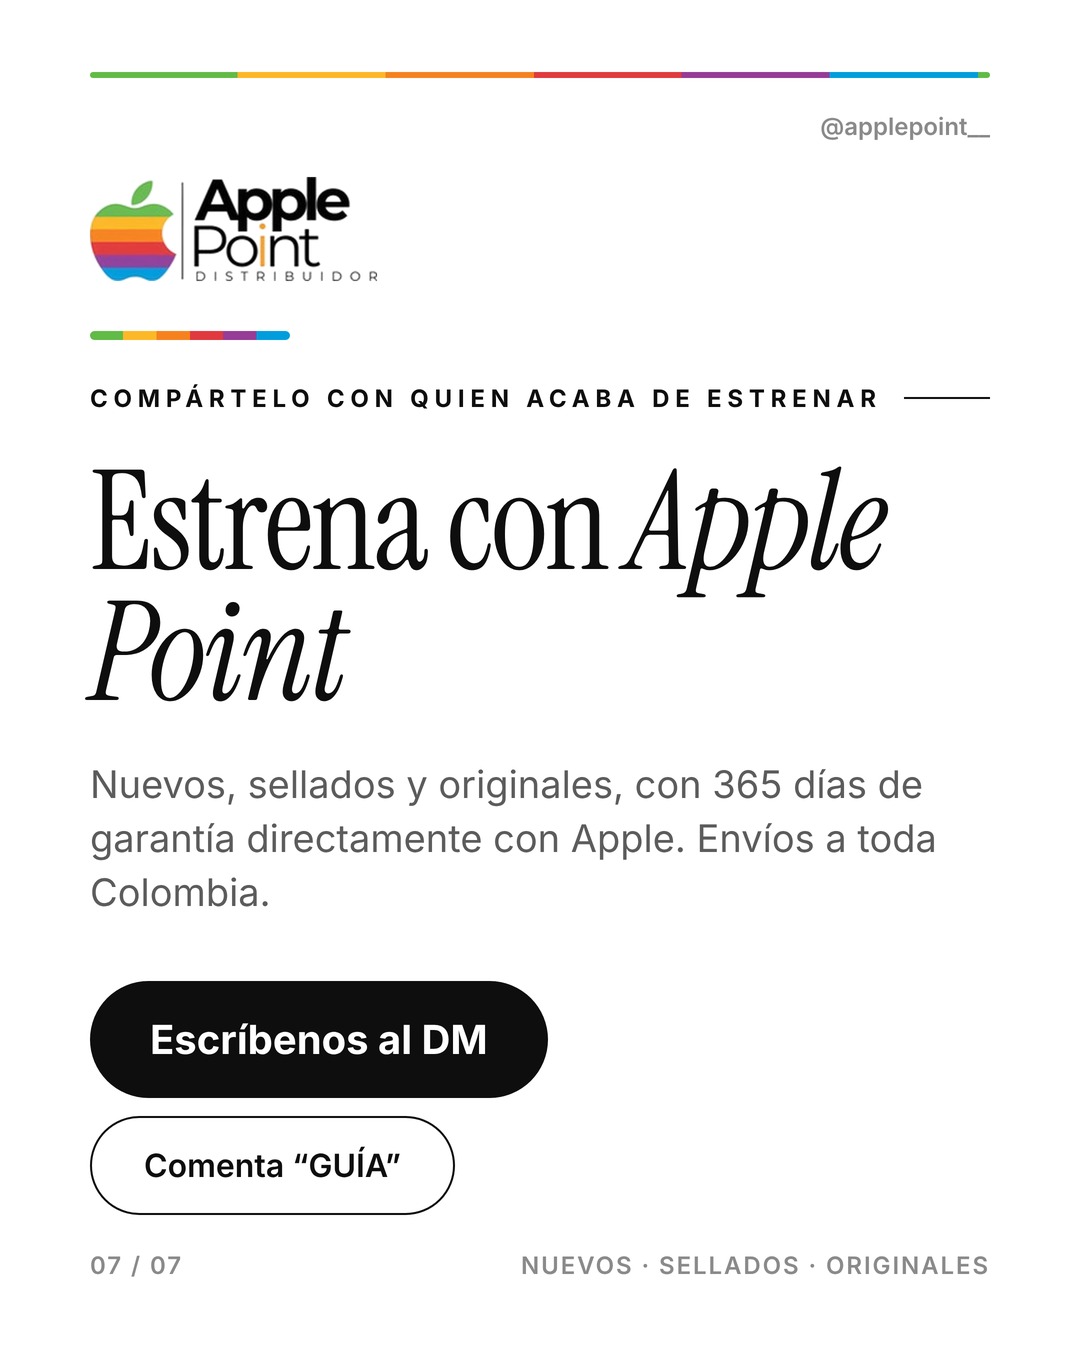 @applepoint__
Apple
Point
DISTRIBUIDOR
COMPÁRTELO CON QUIEN ACABA DE ESTRENAR
Estrena con Apple
Point
Nuevos, sellados y originales, con 365 días de
garantía directamente con Apple. Envíos a toda
Colombia.
Escríbenos al DM
Comenta “GUÍA”
07 / 07
NUEVOS · SELLADOS · ORIGINALES